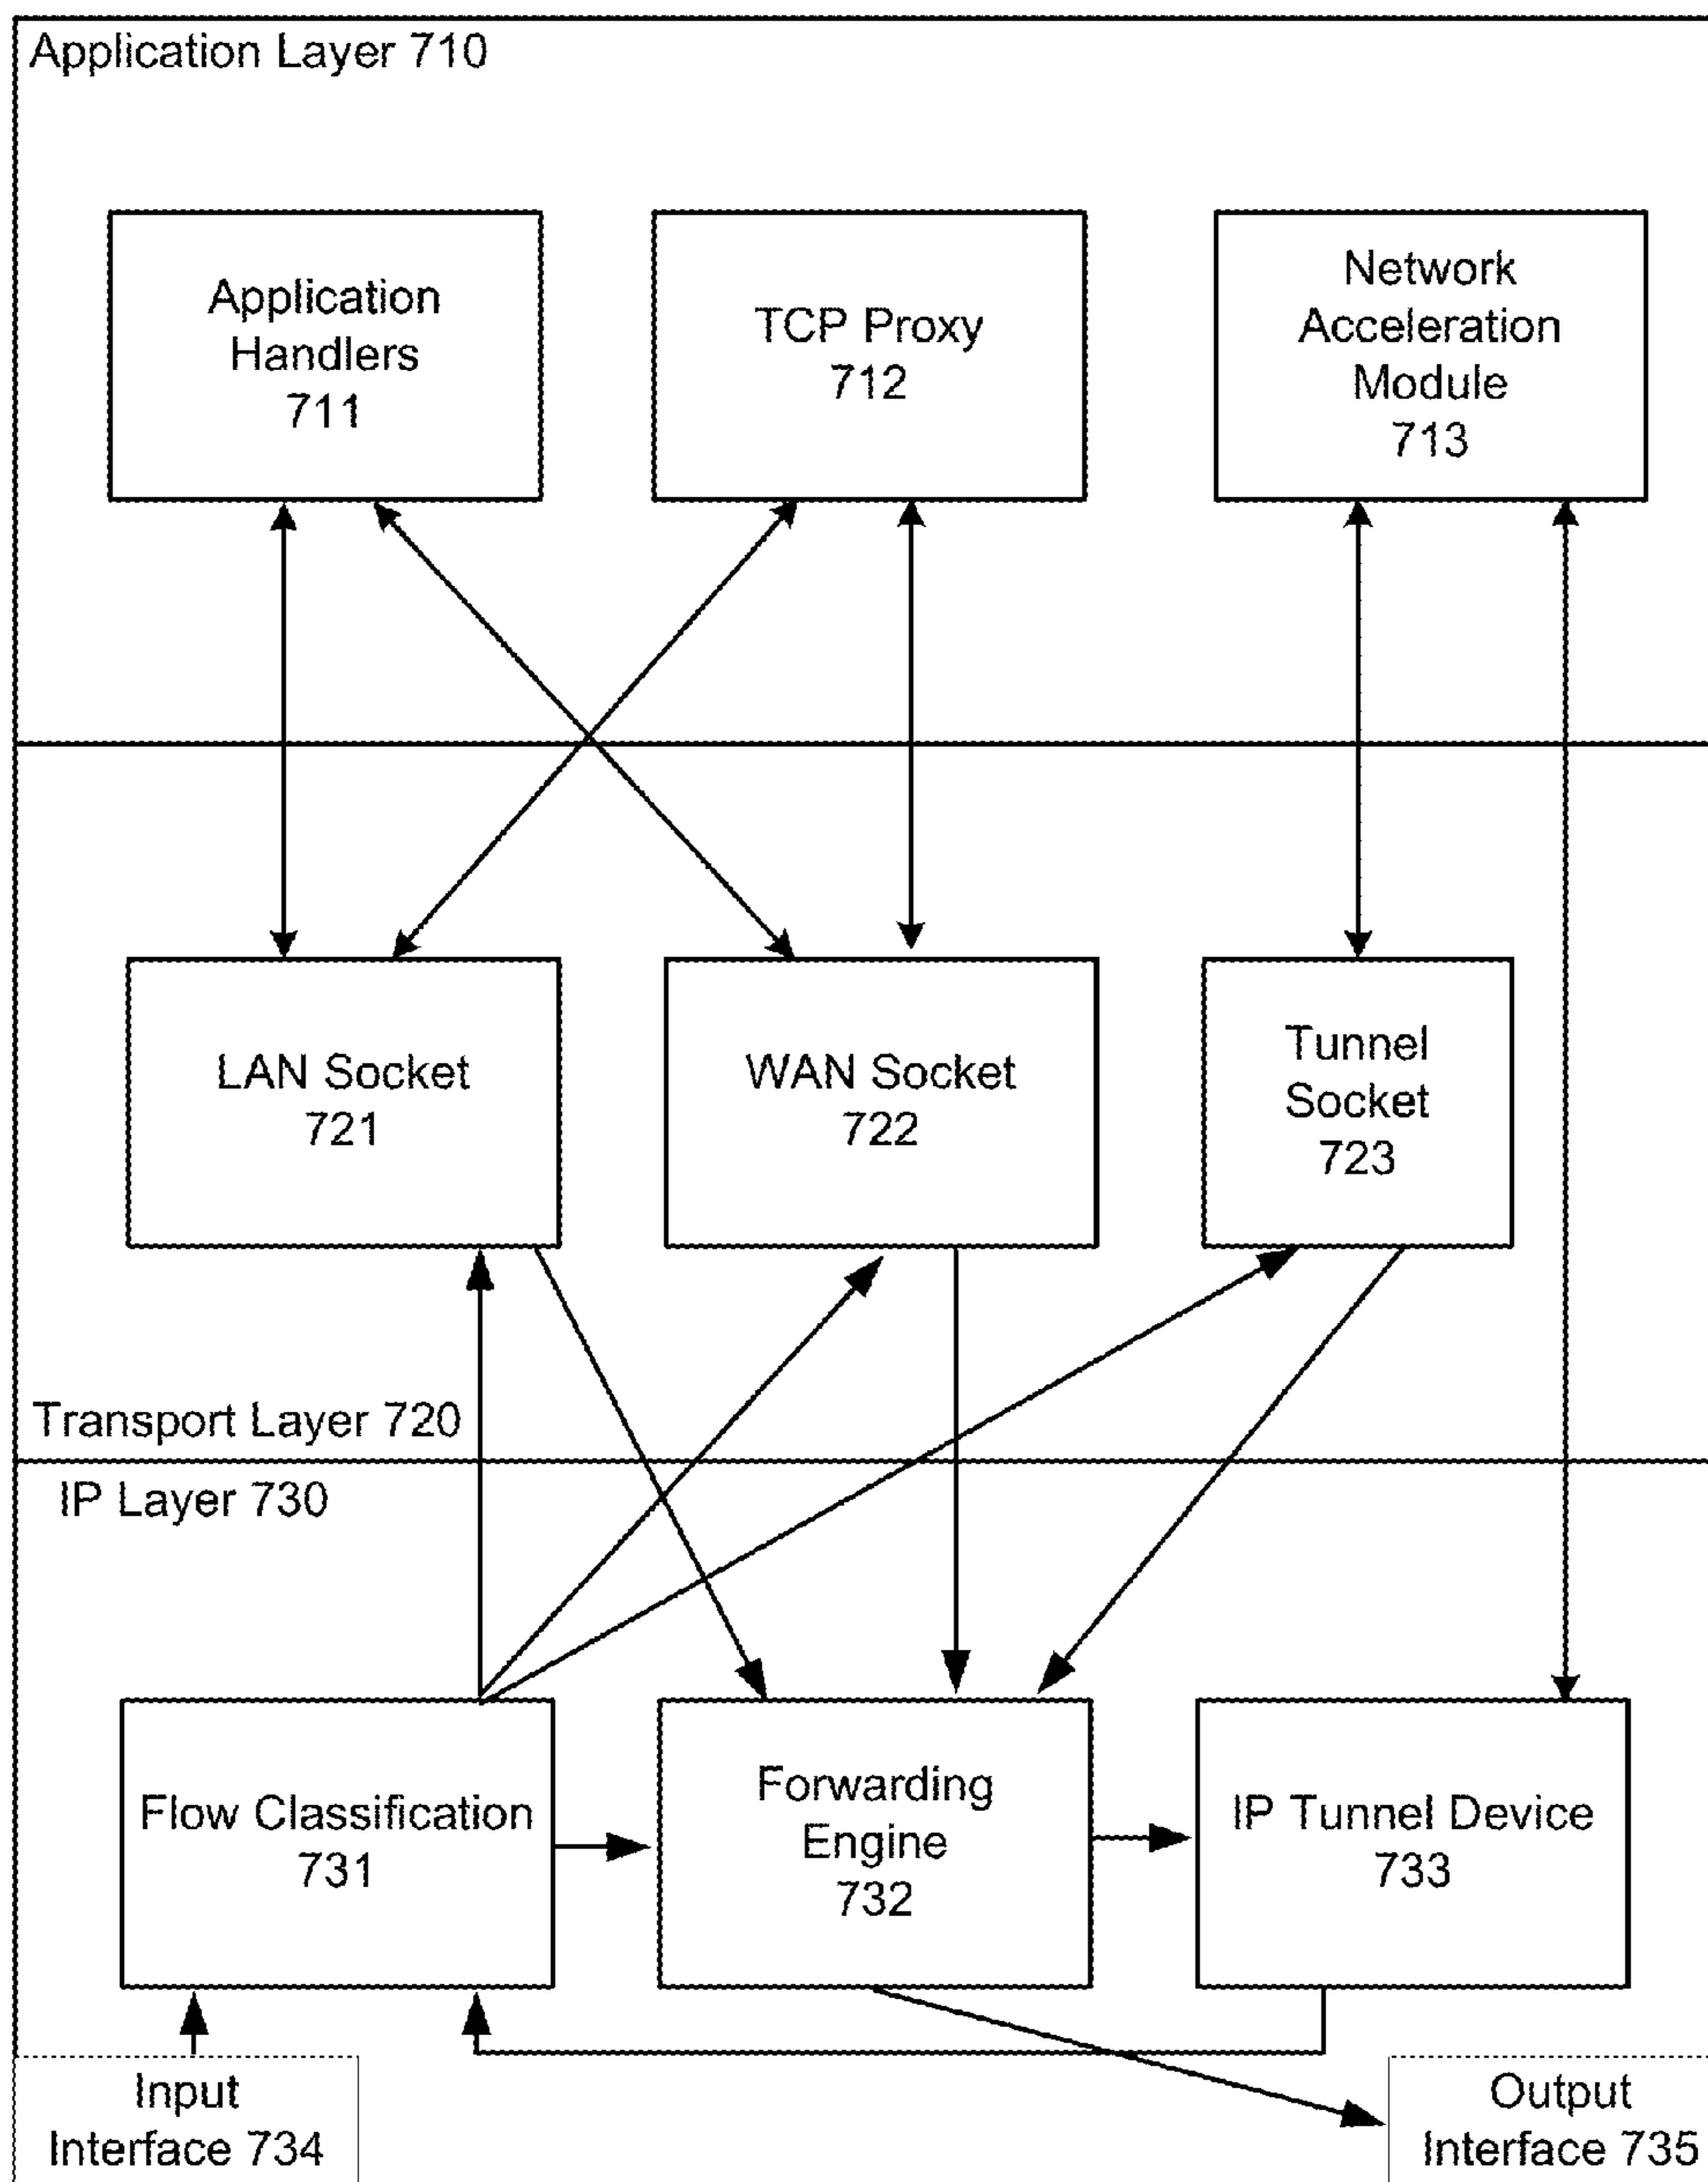 Application Layer 710
Application
Handlers
711
TCP Proxy
712
Network
Acceleration
Module
713
LAN Socket
721
WAN Socket
722
Tunnel
Socket
723
Transport Layer 720
IP Layer 730
Flow Classification
731
Forwarding
Engine
732
IP Tunnel Device
733
Input
Interface 734
Output
Interface 735